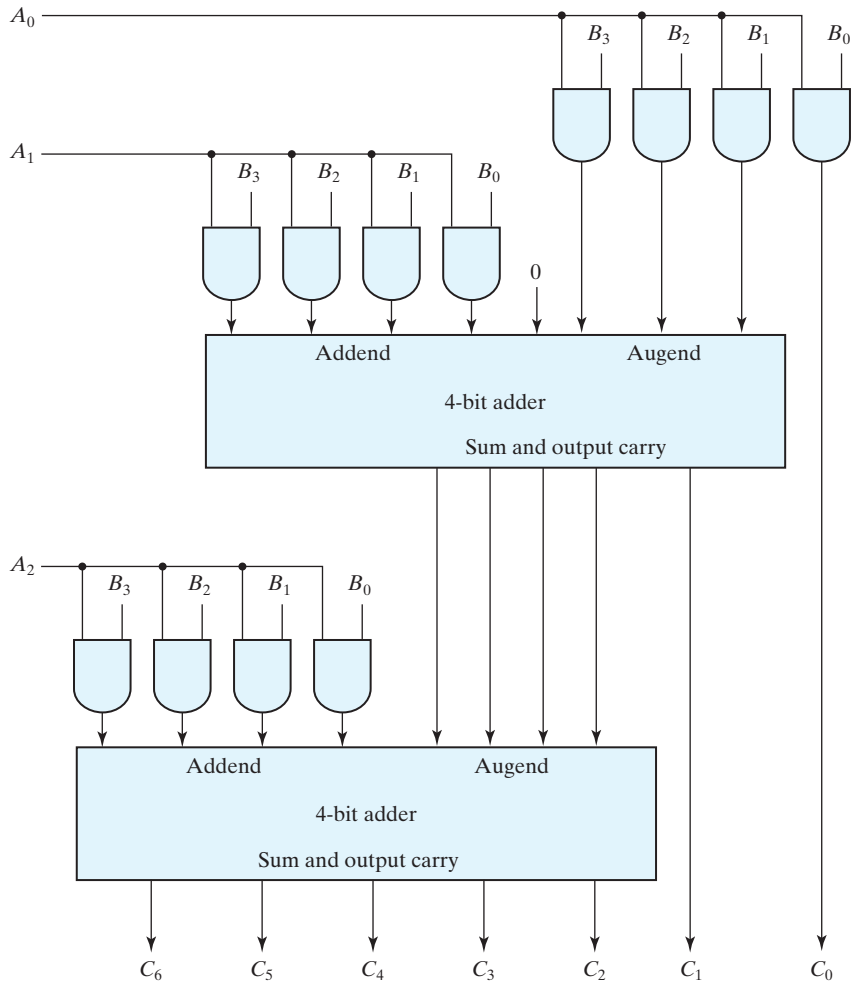 A₀
B₃ B₂ B₁ B₀
A₁
B₃ B₂ B₁ B₀
0
Addend Augend
4-bit adder
Sum and output carry
A₂
B₃ B₂ B₁ B₀
Addend Augend
4-bit adder
Sum and output carry
C₆ C₅ C₄ C₃ C₂ C₁ C₀